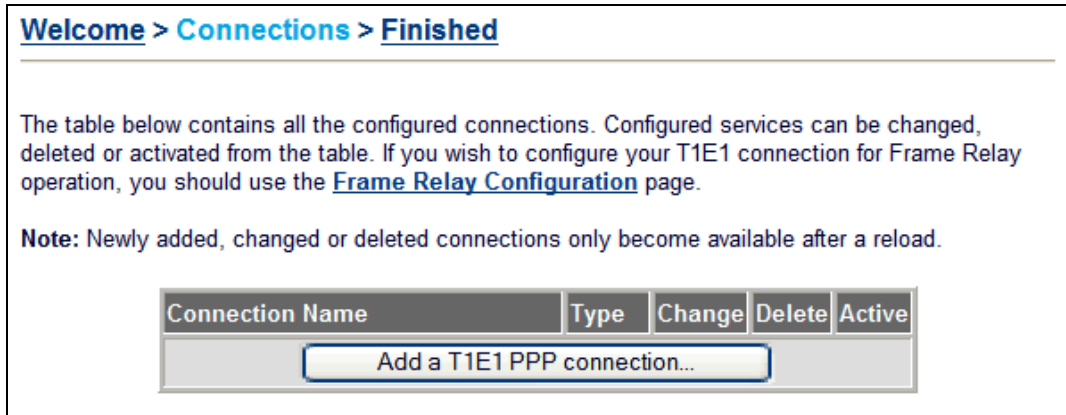 Welcome > Connections > Finished
The table below contains all the configured connections. Configured services can be changed,
deleted or activated from the table. If you wish to configure your T1E1 connection for Frame Relay
operation, you should use the Frame Relay Configuration page.
Note: Newly added, changed or deleted connections only become available after a reload.
Connection Name Type Change Delete Active
Add a T1E1 PPP connection...